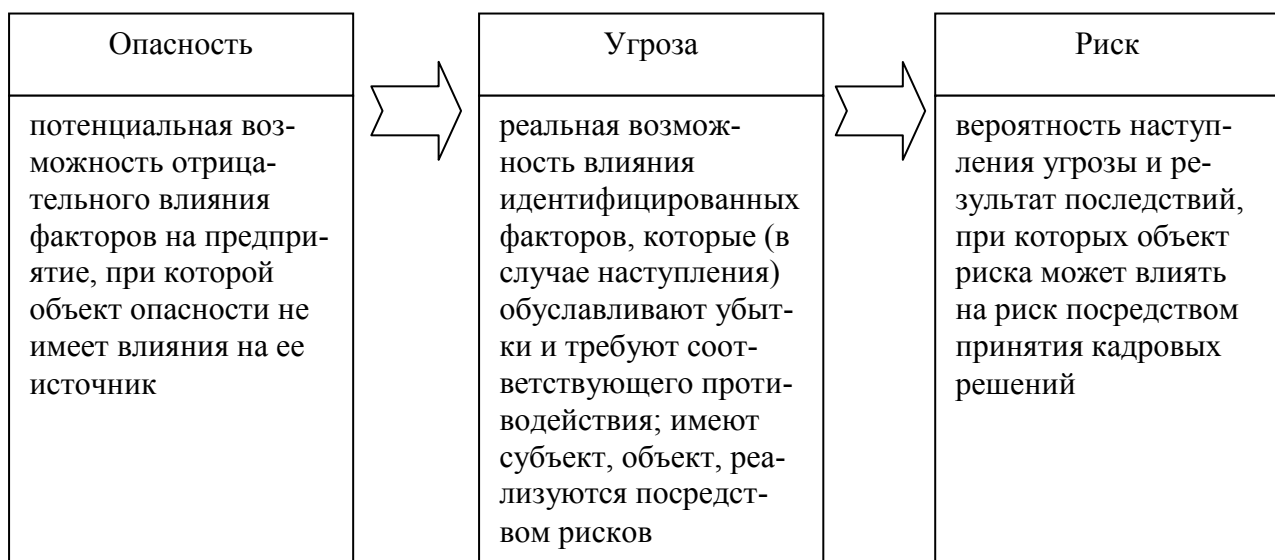 Опасность
потенциальная воз-
можность отрица-
тельного влияния
факторов на предпри-
ятие, при которой
объект опасности не
имеет влияния на ее
источник
Угроза
реальная возмож-
ность влияния
идентифицированных
факторов, которые (в
случае наступления)
обуславливают убыт-
ки и требуют соот-
ветствующего проти-
водействия; имеют
субъект, объект, реа-
лизуются посредст-
вом рисков
Риск
вероятность наступ-
ления угрозы и ре-
зультат последствий,
при которых объект
риска может влиять
на риск посредством
принятия кадровых
решений